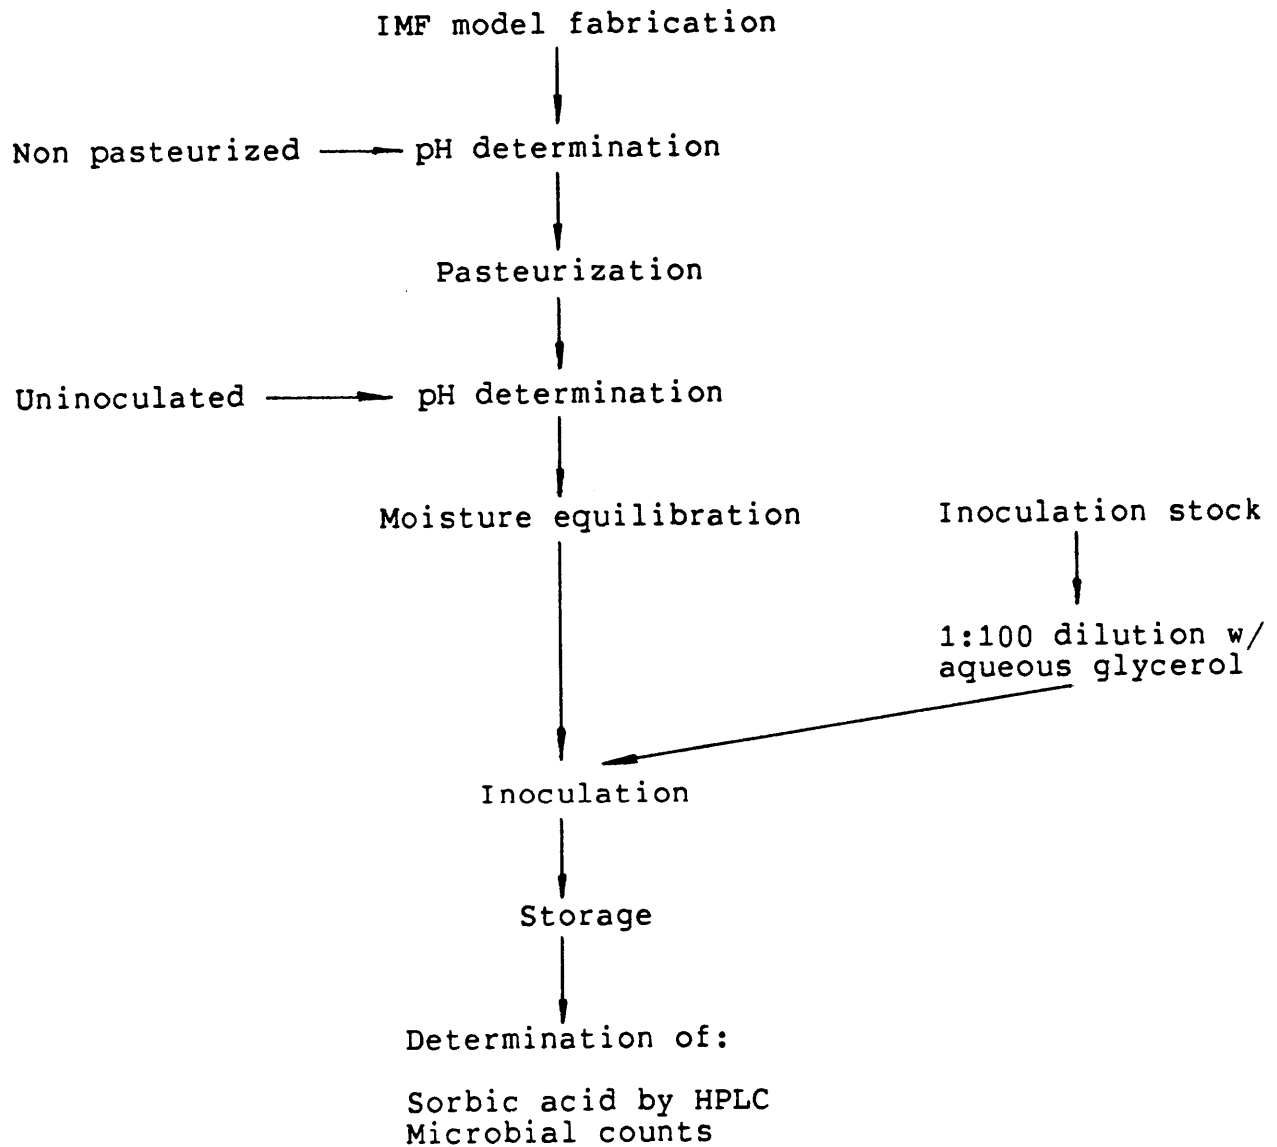 IMF model fabrication
Non pasteurized
pH determination
Pasteurization
Uninoculated
pH determination
Moisture equilibration
Inoculation stock
1:100 dilution w/
aqueous glycerol
Inoculation
Storage
Determination of:
Sorbic acid by HPLC
Microbial counts